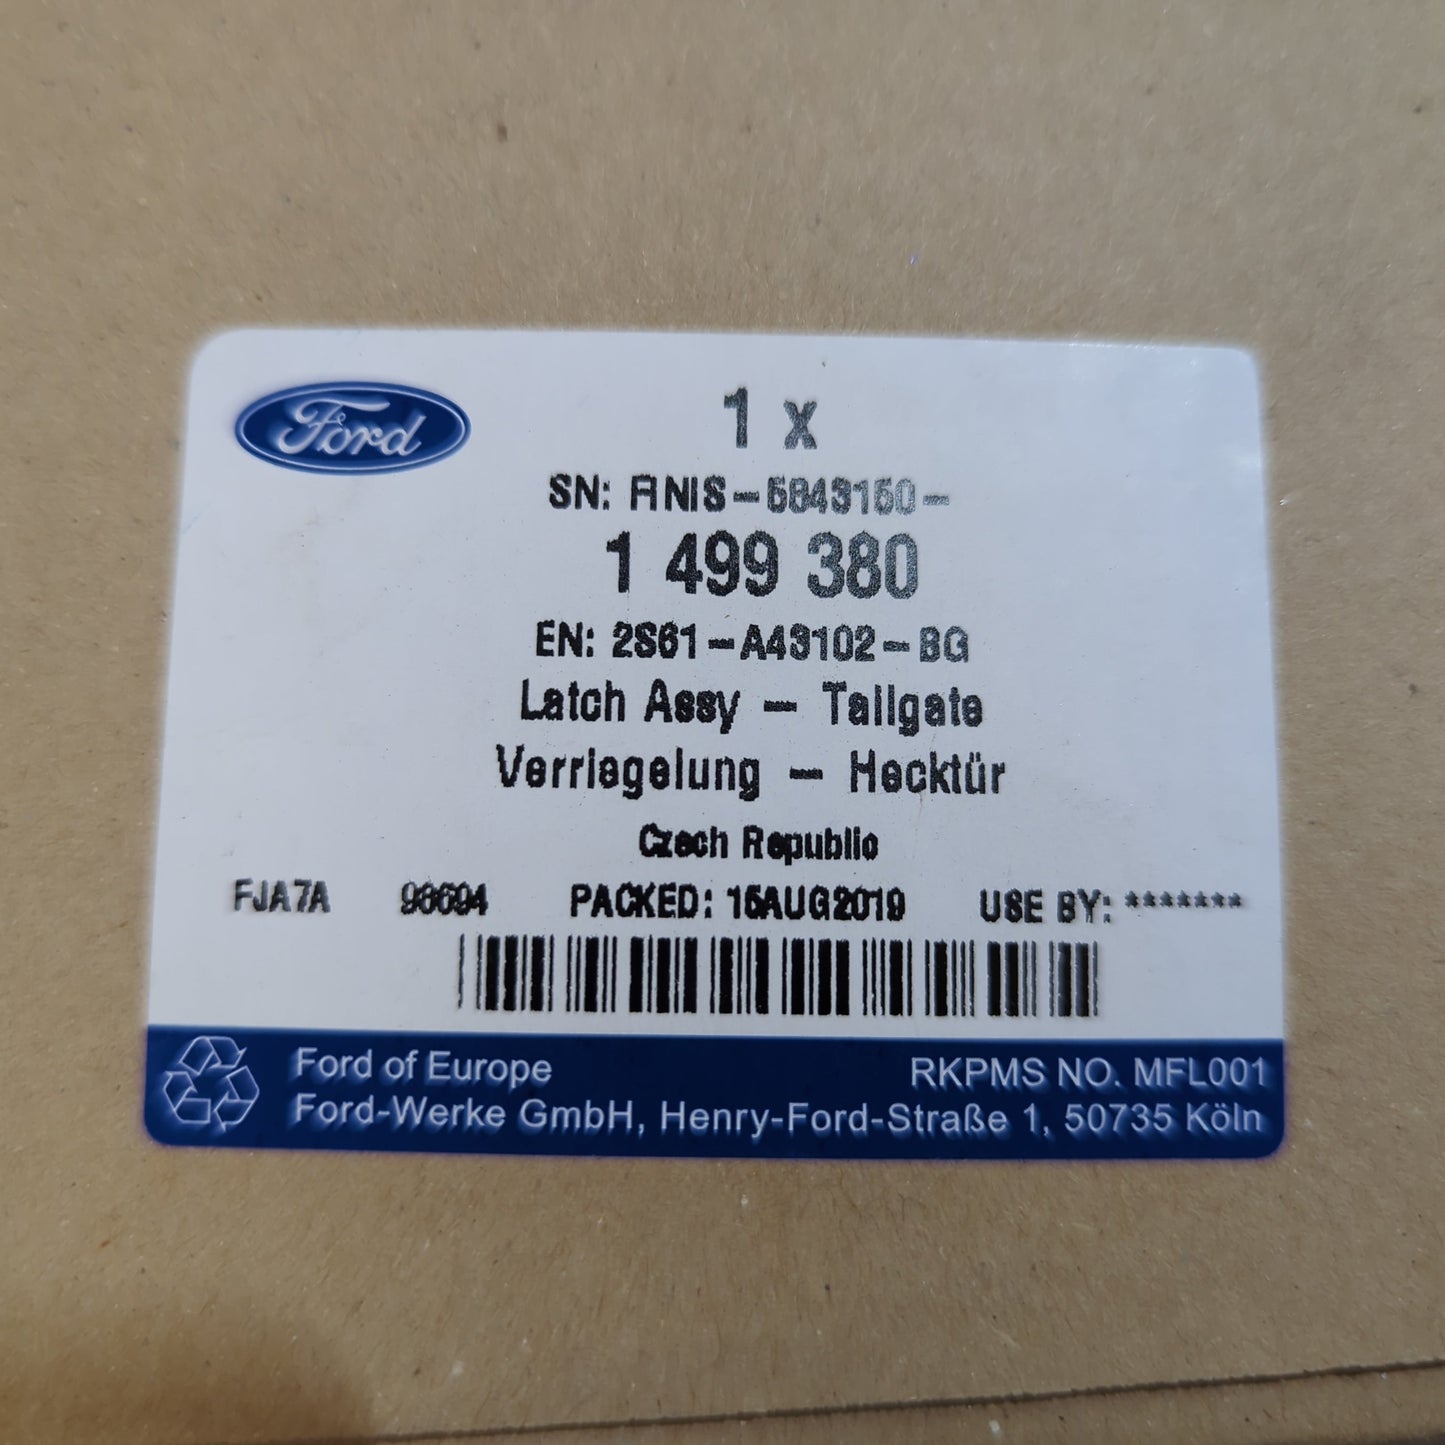 Ford
1 x
SN: FINIS-5843150-
1 499 380
EN: 2S61-A43102-BG
Latch Assy - Tailgate
Verriegelung - Hecktür
Czech Republic
FJA7A 98694 PACKED: 15AUG2019 USE BY: *******
Ford of Europe RKPMS NO. MFL001
Ford-Werke GmbH, Henry-Ford-Straße 1, 50735 Köln